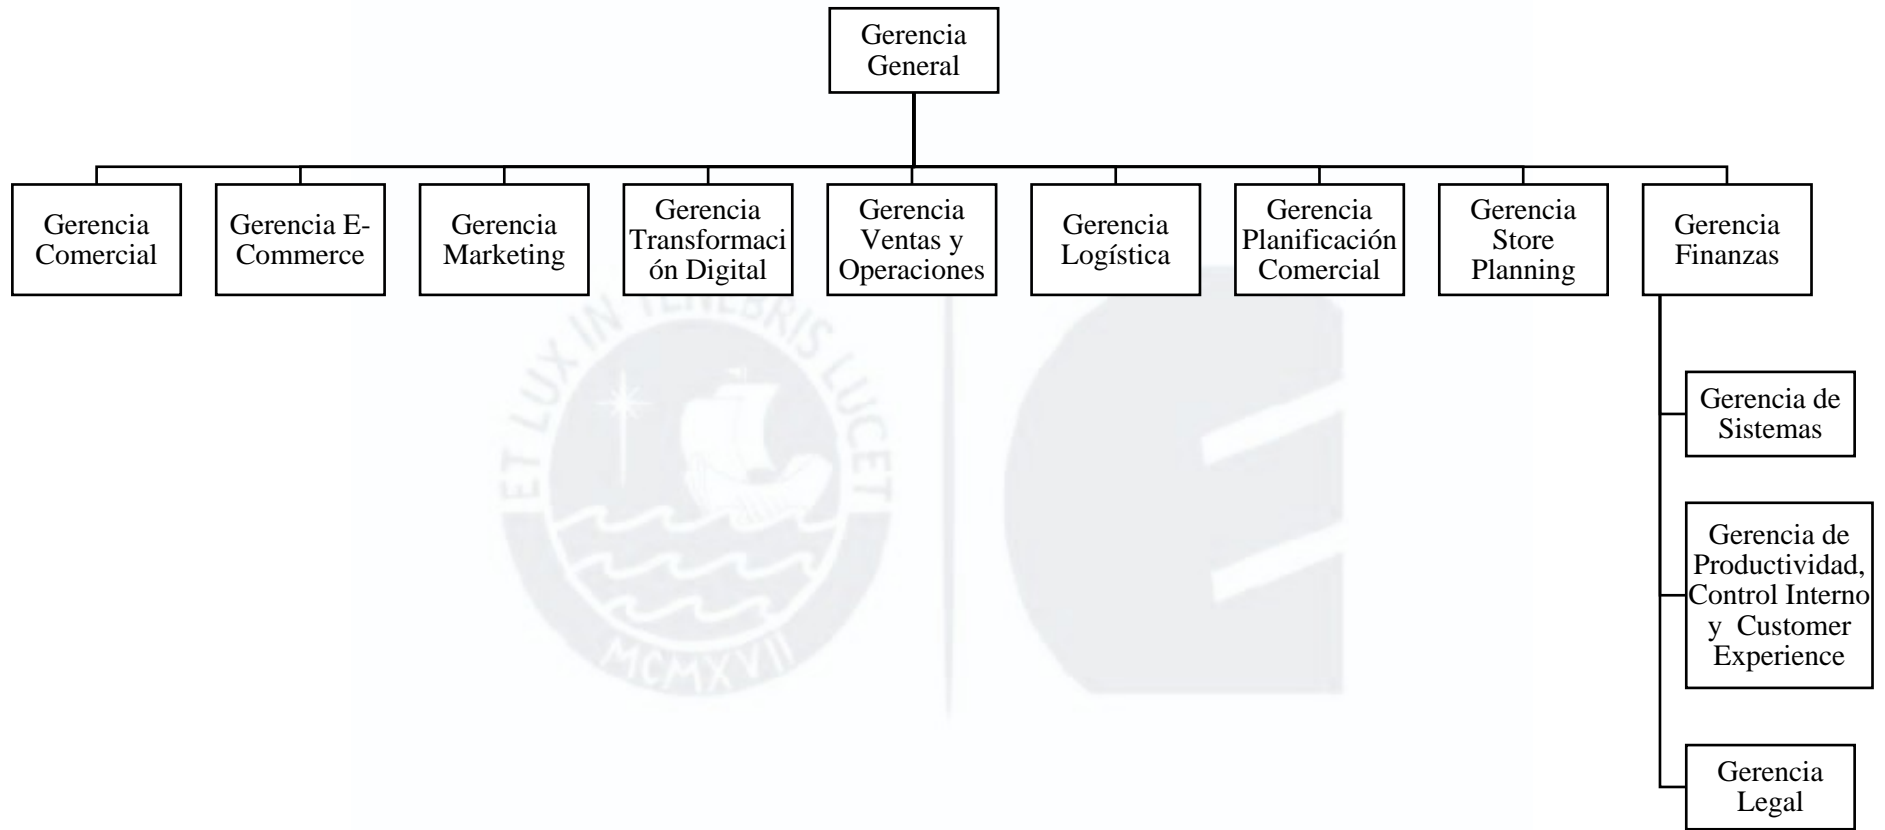 Gerencia
General
Gerencia
Comercial
Gerencia E-
Commerce
Gerencia
Marketing
Gerencia
Transformaci
ón Digital
Gerencia
Ventas y
Operaciones
Gerencia
Logística
Gerencia
Planificación
Comercial
Gerencia
Store
Planning
Gerencia
Finanzas
Gerencia de
Sistemas
Gerencia de
Productividad,
Control Interno
y  Customer
Experience
Gerencia
Legal
ET LUX IN TENEBRIS LUCET
MCMXVII